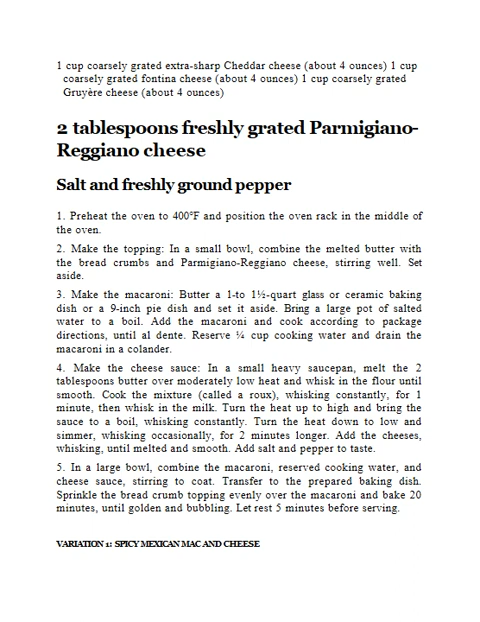 1 cup coarsely grated extra-sharp Cheddar cheese (about 4 ounces) 1 cup
coarsely grated fontina cheese (about 4 ounces) 1 cup coarsely grated
Gruyère cheese (about 4 ounces)
2 tablespoons freshly grated Parmigiano-
Reggiano cheese
Salt and freshly ground pepper
1. Preheat the oven to 400°F and position the oven rack in the middle of
the oven.
2. Make the topping: In a small bowl, combine the melted butter with
the bread crumbs and Parmigiano-Reggiano cheese, stirring well. Set
aside.
3. Make the macaroni: Butter a 1-to 1½-quart glass or ceramic baking
dish or a 9-inch pie dish and set it aside. Bring a large pot of salted
water to a boil. Add the macaroni and cook according to package
directions, until al dente. Reserve ¼ cup cooking water and drain the
macaroni in a colander.
4. Make the cheese sauce: In a small heavy saucepan, melt the 2
tablespoons butter over moderately low heat and whisk in the flour until
smooth. Cook the mixture (called a roux), whisking constantly, for 1
minute, then whisk in the milk. Turn the heat up to high and bring the
sauce to a boil, whisking constantly. Turn the heat down to low and
simmer, whisking occasionally, for 2 minutes longer. Add the cheeses,
whisking, until melted and smooth. Add salt and pepper to taste.
5. In a large bowl, combine the macaroni, reserved cooking water, and
cheese sauce, stirring to coat. Transfer to the prepared baking dish.
Sprinkle the bread crumb topping evenly over the macaroni and bake 20
minutes, until golden and bubbling. Let rest 5 minutes before serving.
VARIATION 1: SPICY MEXICAN MAC AND CHEESE